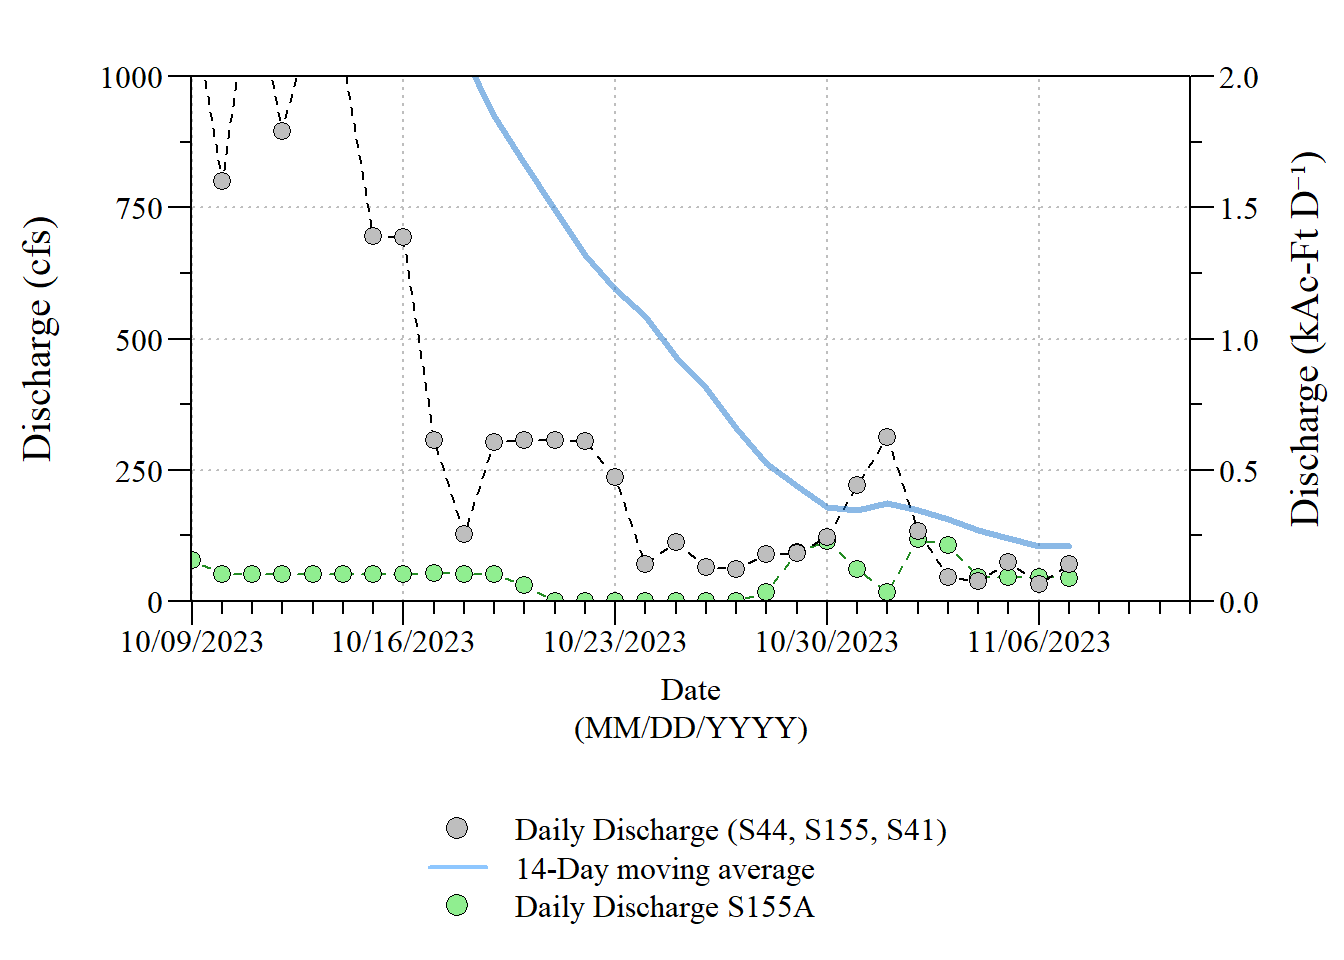 1000
750
500
250
0
Discharge (cfs)
2.0
1.5
1.0
0.5
0.0
Discharge (kAc-Ft D⁻¹)
10/09/2023
10/16/2023
10/23/2023
10/30/2023
11/06/2023
Date
(MM/DD/YYYY)
Daily Discharge (S44, S155, S41)
14-Day moving average
Daily Discharge S155A